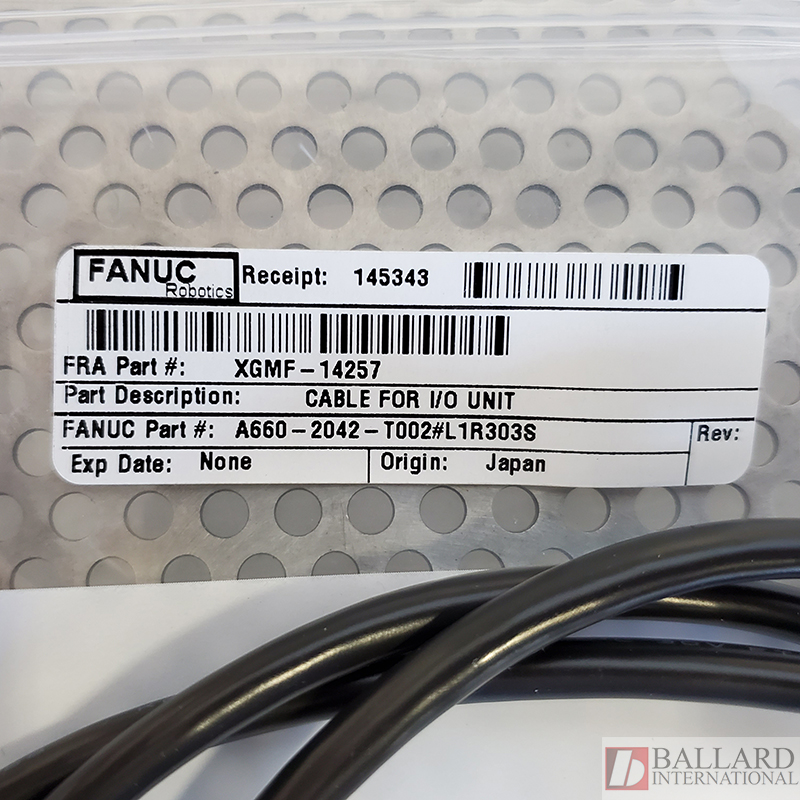 FANUC Robotics Receipt: 145343
FRA Part #: XGMF-14257
Part Description: CABLE FOR I/O UNIT
FANUC Part #: A660-2042-T002#L1R303S Rev:
Exp Date: None Origin: Japan
BALLARD
INTERNATIONAL